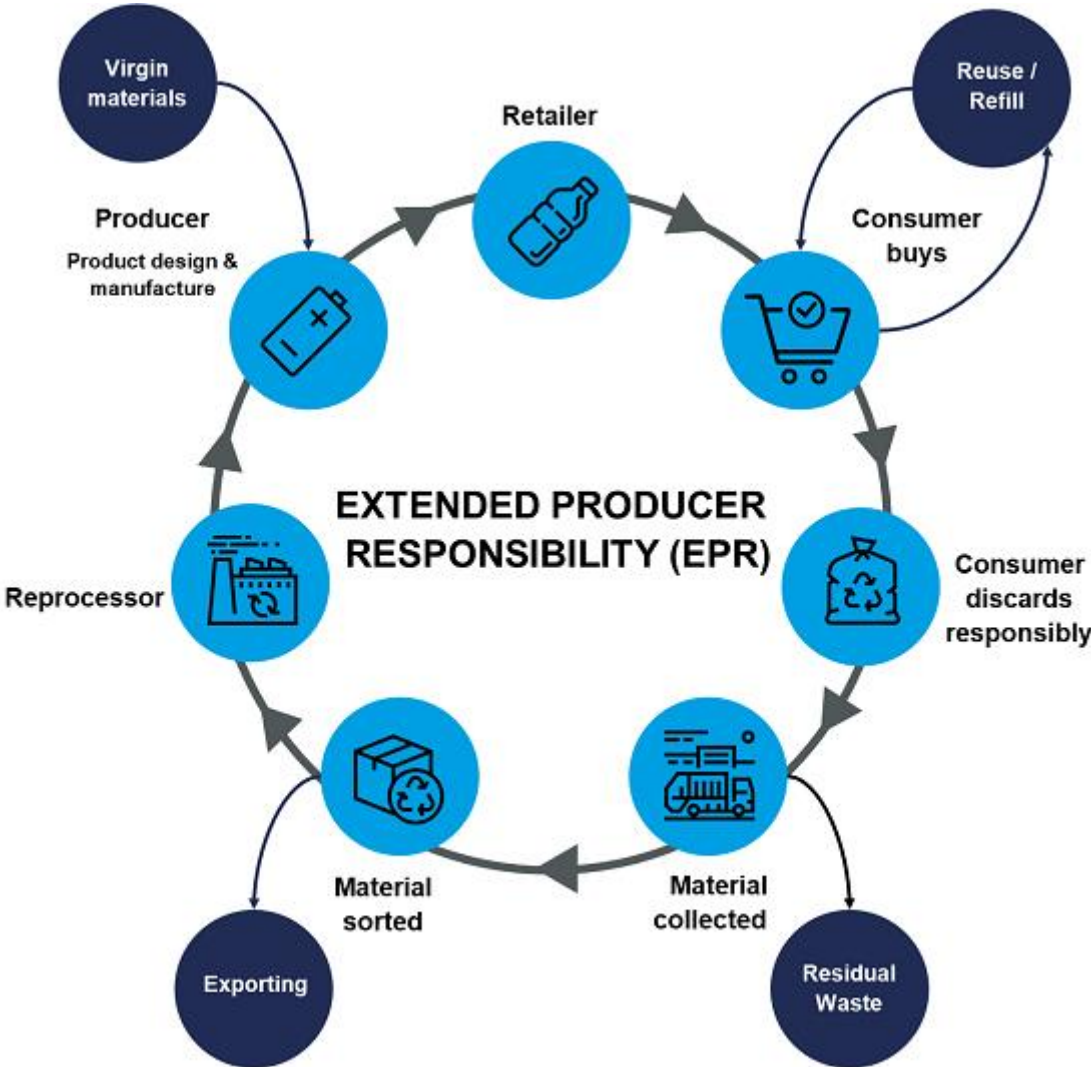 Virgin
materials
Reuse /
Refill
Retailer
Producer
Product design &
manufacture
Consumer
buys
EXTENDED PRODUCER
RESPONSIBILITY (EPR)
Reprocessor
Consumer
discards
responsibly
Material
sorted
Material
collected
Exporting
Residual
Waste